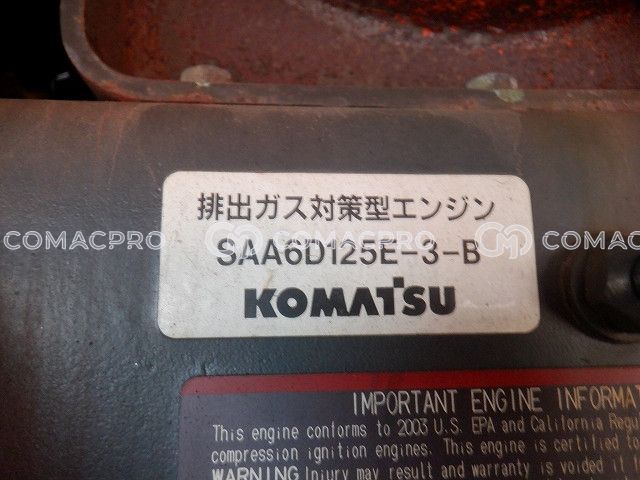 排出ガス対策型エンジン
COMACPRO COMACPRO
SAA6D125E-3-B
KOMATSU
IMPORTANT ENGINE INFORMAT
This engine conforms to 2003 U.S. EPA and California Regu
compression ignition engines. This engine is certified to
WARNING Injury may result and warranty is voided if